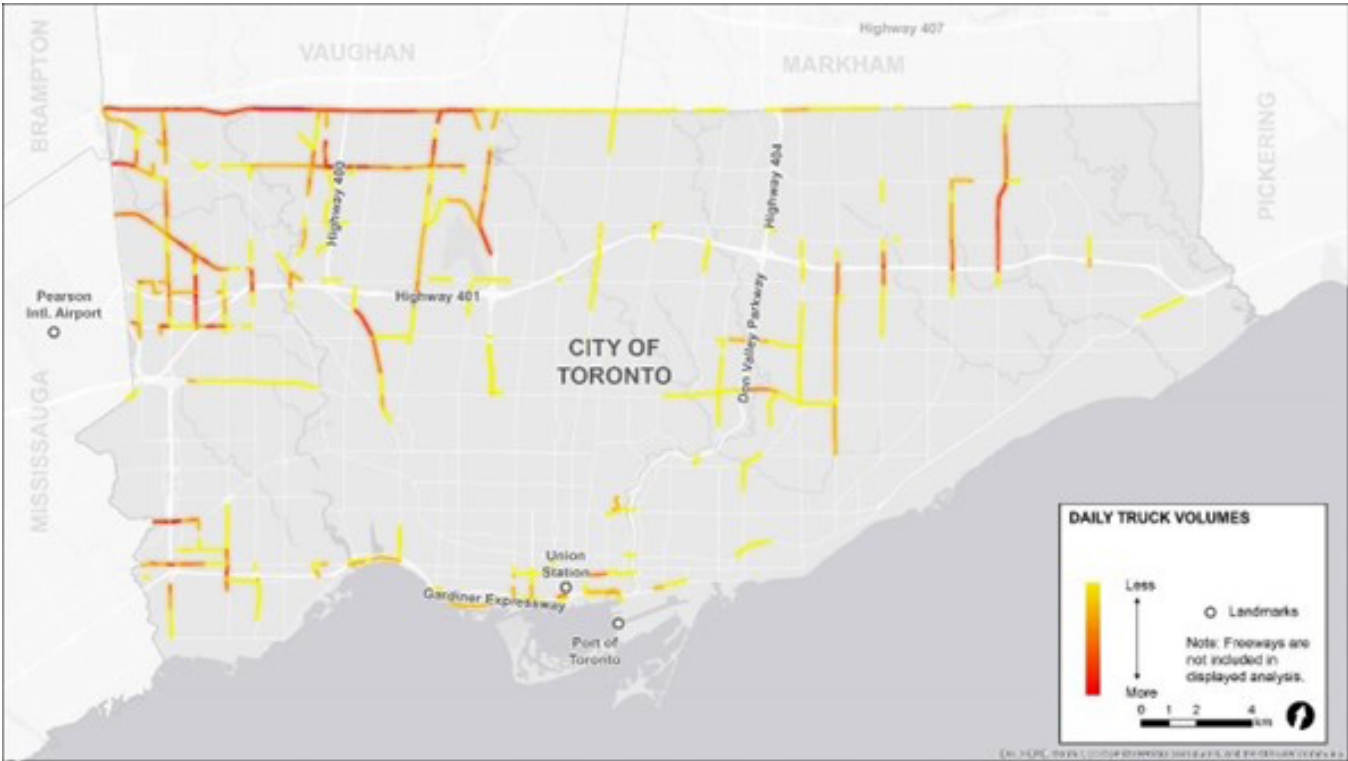 Highway 407
BRAMPTON
VAUGHAN
MARKHAM
PICKERING
Highway 400
Highway 404
Pearson
Intl. Airport
Highway 401
CITY OF
TORONTO
Don Valley Parkway
MISSISSAUGA
Union
Station
Gardiner Expressway
Port of
Toronto
DAILY TRUCK VOLUMES
Less
More
Landmarks
Note: Freeways are
not included in
displayed analysis.
0 1 2 4
km